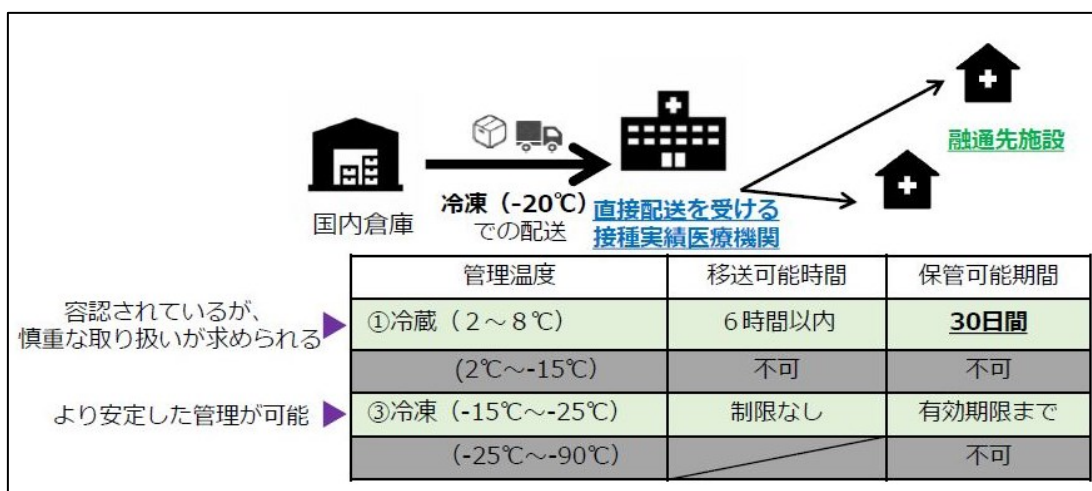 融通先施設
国内倉庫
冷凍（-20℃）
での配送
直接配送を受ける
接種実績医療機関
管理温度 移送可能時間 保管可能期間
容認されているが、
慎重な取り扱いが求められる
①冷蔵（2～8℃） 6時間以内 30日間
(2℃～-15℃) 不可 不可
より安定した管理が可能
③冷凍（-15℃～-25℃） 制限なし 有効期限まで
（-25℃～-90℃） 不可